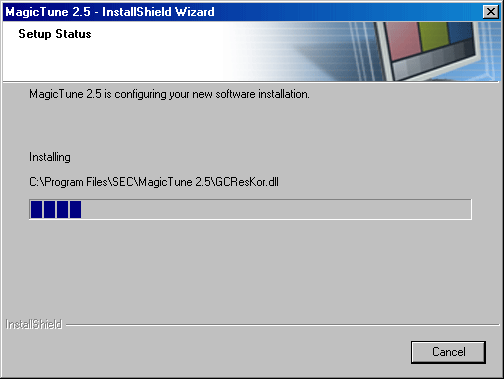 MagicTune 2.5 - InstallShield Wizard
Setup Status
MagicTune 2.5 is configuring your new software installation.
Installing
C:\Program Files\SEC\MagicTune 2.5\GCResKor.dll
InstallShield
Cancel